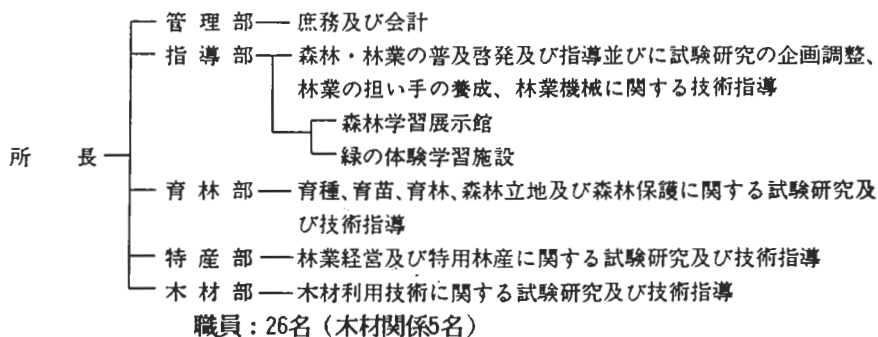 管理部 庶務及び会計
指導部 森林・林業の普及啓発及び指導並びに試験研究の企画調整、
林業の担い手の養成、林業機械に関する技術指導
森林学習展示館
緑の体験学習施設
所長
育林部 育種、育苗、育林、森林立地及び森林保護に関する試験研究及
び技術指導
特産部 林業経営及び特用林産に関する試験研究及び技術指導
木材部 木材利用技術に関する試験研究及び技術指導
職員：26名（木材関係5名）